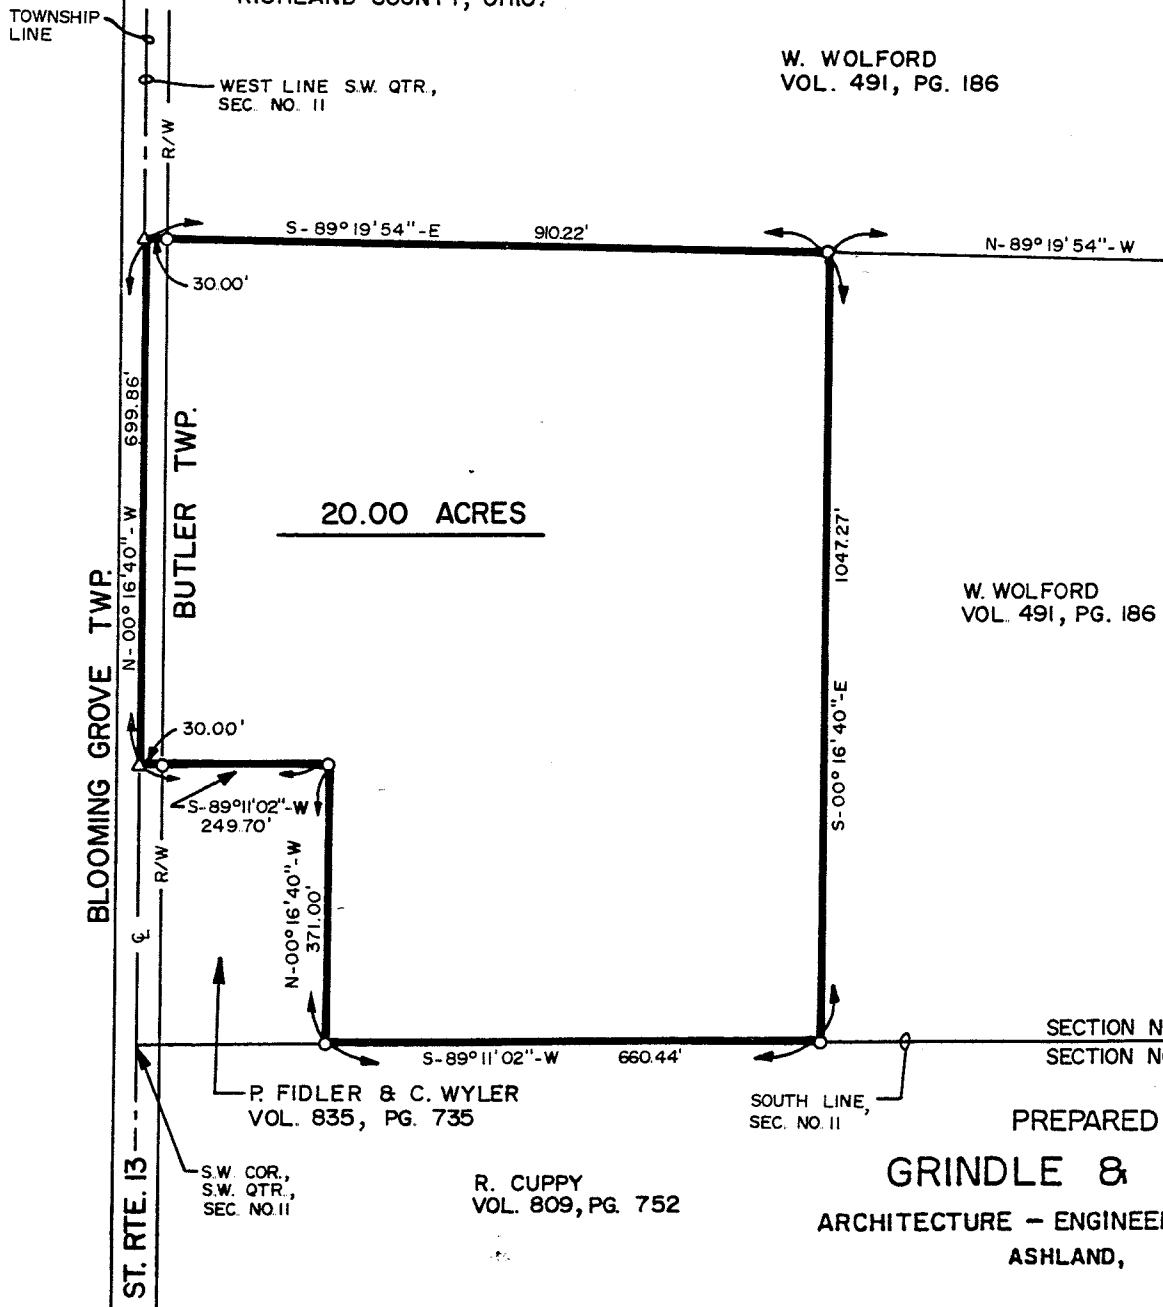 RICHLAND COUNTY, OHIO.
TOWNSHIP
LINE
WEST LINE S.W. QTR.,
SEC. NO. 11
W. WOLFORD
VOL. 491, PG. 186
R/W
S-89°19'54"-E 910.22'
N-89°19'54"-W
30.00'
699.86'
N-00°16'40"-W
BUTLER TWP.
BLOOMING GROVE TWP.
20.00 ACRES
1047.27'
S-00°16'40"-E
W. WOLFORD
VOL. 491, PG. 186
30.00'
S-89°11'02"-W
249.70'
R/W
N-00°16'40"-W
371.00'
℄
S-89°11'02"-W 660.44'
SECTION N
SECTION NO
P. FIDLER & C. WYLER
VOL. 835, PG. 735
SOUTH LINE,
SEC. NO. 11
PREPARED
GRINDLE &
ARCHITECTURE - ENGINEE
ASHLAND,
S.W. COR.,
S.W. QTR.,
SEC. NO. 11
R. CUPPY
VOL. 809, PG. 752
ST. RTE. 13